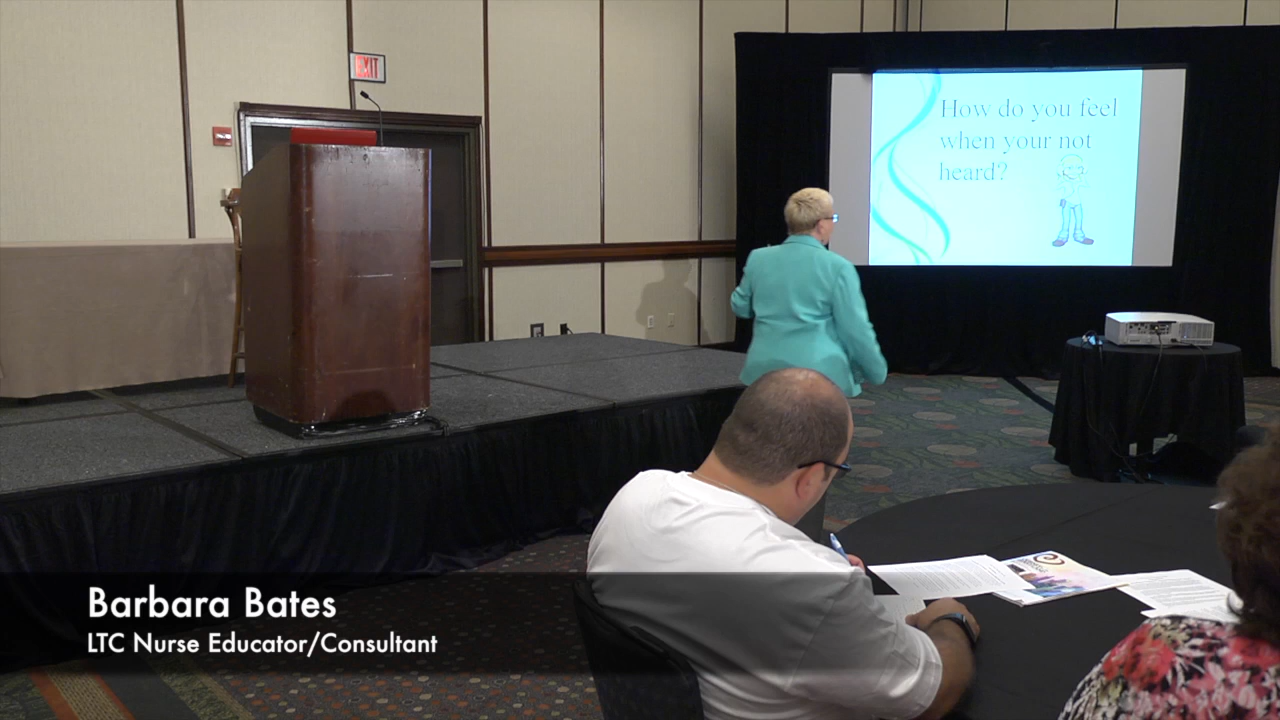 EXIT
How do you feel
when your not
heard?
Barbara Bates
LTC Nurse Educator/Consultant